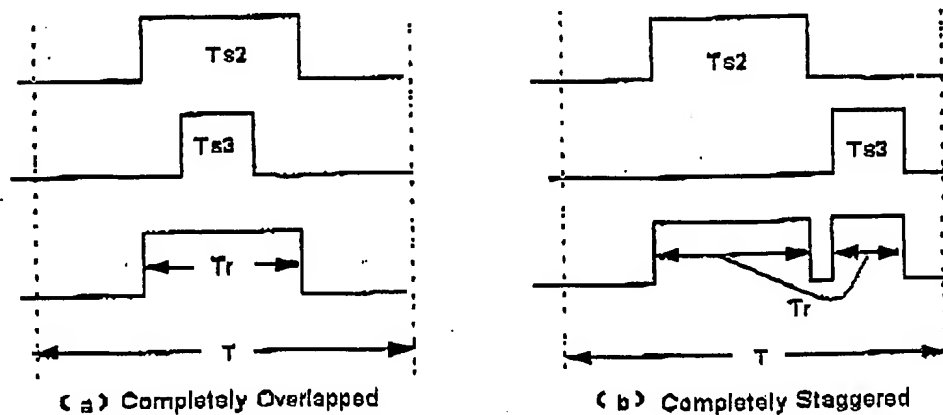 Ts2
Ts3
Tr
T
(a) Completely Overlapped
Ts2
Ts3
Tr
T
(b) Completely Staggered